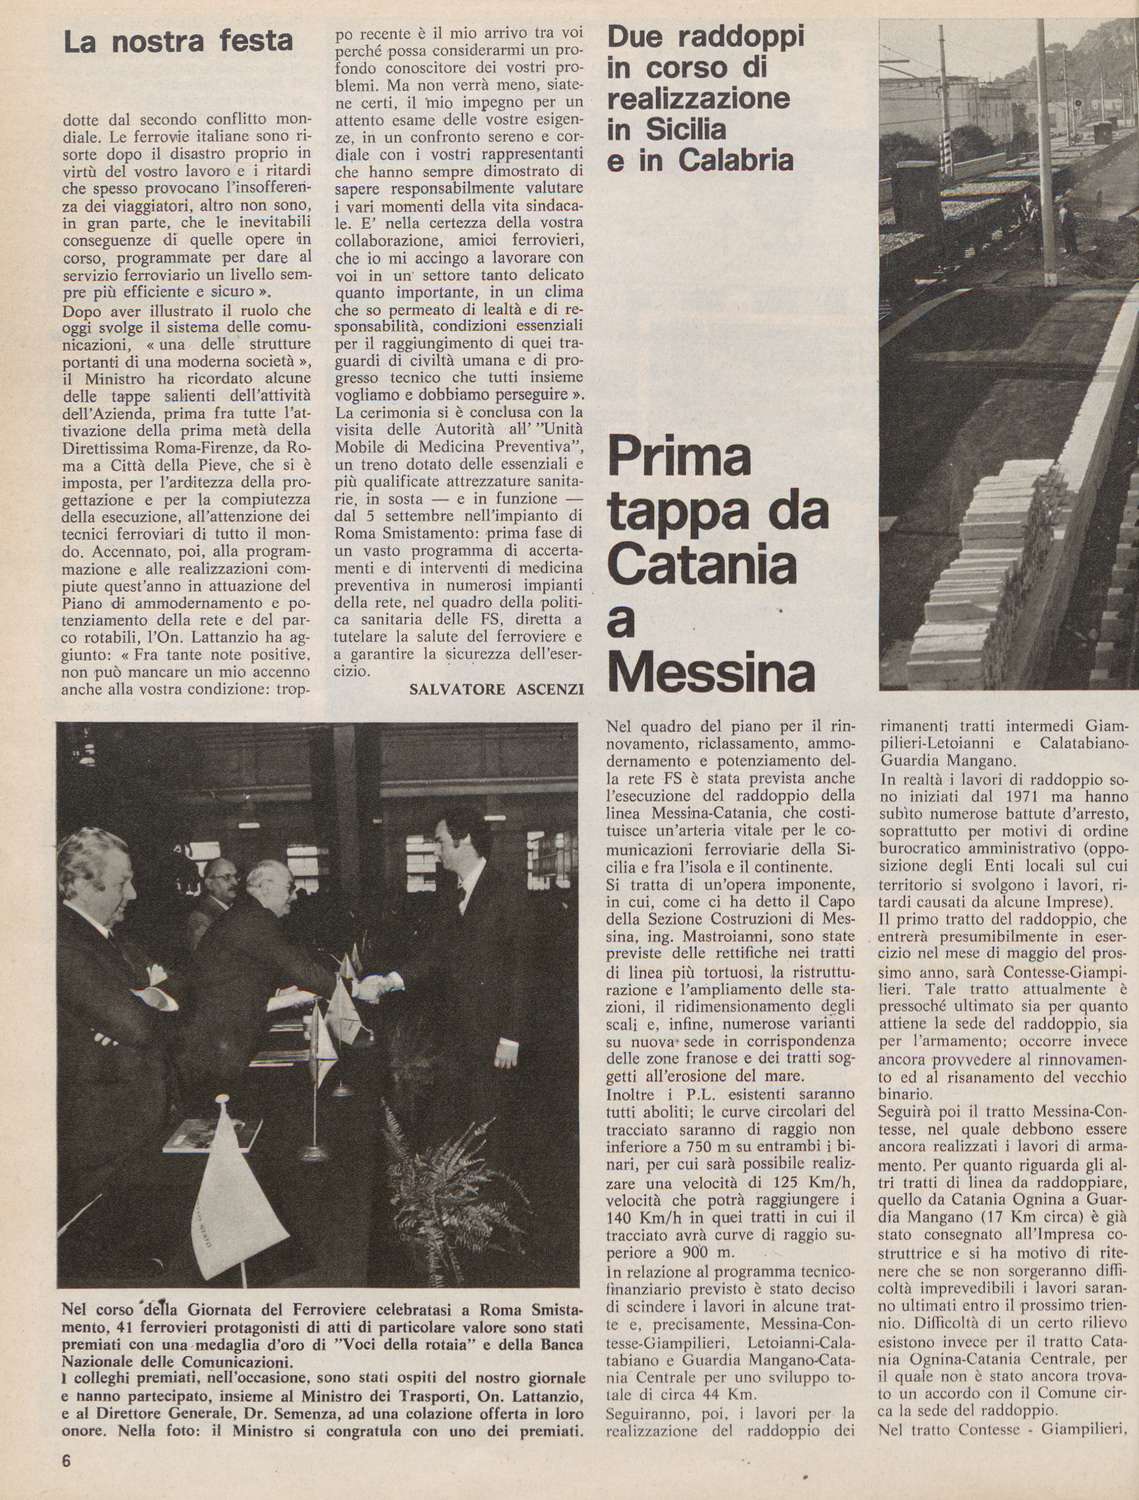 La nostra festa
dotte dal secondo conflitto mon-
diale. Le ferrovie italiane sono ri-
sorte dopo il disastro proprio in
virtù del vostro lavoro e i ritardi
che spesso provocano l'insofferen-
za dei viaggiatori, altro non sono,
in gran parte, che le inevitabili
conseguenze di quelle opere in
corso, programmate per dare al
servizio ferroviario un livello sem-
pre più efficiente e sicuro ».
Dopo aver illustrato il ruolo che
oggi svolge il sistema delle comu-
nicazioni, « una delle strutture
portanti di una moderna società »,
il Ministro ha ricordato alcune
delle tappe salienti dell'attività
dell'Azienda, prima fra tutte l'at-
tivazione della prima metà della
Direttissima Roma-Firenze, da Ro-
ma a Città della Pieve, che si è
imposta, per l'arditezza della pro-
gettazione e per la compiutezza
della esecuzione, all'attenzione dei
tecnici ferroviari di tutto il mon-
do. Accennato, poi, alla program-
mazione e alle realizzazioni com-
piute quest'anno in attuazione del
Piano di ammodernamento e po-
tenziamento della rete e del par-
co rotabili, l'On. Lattanzio ha ag-
giunto: « Fra tante note positive,
non può mancare un mio accenno
anche alla vostra condizione: trop-
po recente è il mio arrivo tra voi
perché possa considerarmi un pro-
fondo conoscitore dei vostri pro-
blemi. Ma non verrà meno, siate-
ne certi, il mio impegno per un
attento esame delle vostre esigen-
ze, in un confronto sereno e cor-
diale con i vostri rappresentanti
che hanno sempre dimostrato di
sapere responsabilmente valutare
i vari momenti della vita sindaca-
le. E' nella certezza della vostra
collaborazione, amici ferrovieri,
che io mi accingo a lavorare con
voi in un settore tanto delicato
quanto importante, in un clima
che so permeato di lealtà e di re-
sponsabilità, condizioni essenziali
per il raggiungimento di quei tra-
guardi di civiltà umana e di pro-
gresso tecnico che tutti insieme
vogliamo e dobbiamo perseguire ».
La cerimonia si è conclusa con la
visita delle Autorità all' "Unità
Mobile di Medicina Preventiva",
un treno dotato delle essenziali e
più qualificate attrezzature sanita-
rie, in sosta — e in funzione —
dal 5 settembre nell'impianto di
Roma Smistamento: prima fase di
un vasto programma di accerta-
menti e di interventi di medicina
preventiva in numerosi impianti
della rete, nel quadro della politi-
ca sanitaria delle FS, diretta a
tutelare la salute del ferroviere e
a garantire la sicurezza dell'eser-
cizio.
SALVATORE ASCENZI
Nel corso della Giornata del Ferroviere celebratasi a Roma Smista-
mento, 41 ferrovieri protagonisti di atti di particolare valore sono stati
premiati con una medaglia d'oro di "Voci della rotaia" e della Banca
Nazionale delle Comunicazioni.
I colleghi premiati, nell'occasione, sono stati ospiti del nostro giornale
e hanno partecipato, insieme al Ministro dei Trasporti, On. Lattanzio,
e al Direttore Generale, Dr. Semenza, ad una colazione offerta in loro
onore. Nella foto: il Ministro si congratula con uno dei premiati.
6
Due raddoppi
in corso di
realizzazione
in Sicilia
e in Calabria
Prima
tappa da
Catania
a
Messina
Nel quadro del piano per il rin-
novamento, riclassamento, ammo-
dernamento e potenziamento del-
la rete FS è stata prevista anche
l'esecuzione del raddoppio della
linea Messina-Catania, che costi-
tuisce un'arteria vitale per le co-
municazioni ferroviarie della Si-
cilia e fra l'isola e il continente.
Si tratta di un'opera imponente,
in cui, come ci ha detto il Capo
della Sezione Costruzioni di Mes-
sina, ing. Mastroianni, sono state
previste delle rettifiche nei tratti
di linea più tortuosi, la ristruttu-
razione e l'ampliamento delle sta-
zioni, il ridimensionamento degli
scali e, infine, numerose varianti
su nuova sede in corrispondenza
delle zone franose e dei tratti sog-
getti all'erosione del mare.
Inoltre i P.L. esistenti saranno
tutti aboliti; le curve circolari del
tracciato saranno di raggio non
inferiore a 750 m su entrambi i bi-
nari, per cui sarà possibile realiz-
zare una velocità di 125 Km/h,
velocità che potrà raggiungere i
140 Km/h in quei tratti in cui il
tracciato avrà curve di raggio su-
periore a 900 m.
In relazione al programma tecnico-
finanziario previsto è stato deciso
di scindere i lavori in alcune trat-
te e, precisamente, Messina-Con-
tesse-Giampilieri, Letoianni-Cala-
tabiano e Guardia Mangano-Cata-
nia Centrale per uno sviluppo to-
tale di circa 44 Km.
Seguiranno, poi, i lavori per la
realizzazione del raddoppio dei
rimanenti tratti intermedi Giam-
pilieri-Letoianni e Calatabiano-
Guardia Mangano.
In realtà i lavori di raddoppio so-
no iniziati dal 1971 ma hanno
subìto numerose battute d'arresto,
soprattutto per motivi di ordine
burocratico amministrativo (oppo-
sizione degli Enti locali sul cui
territorio si svolgono i lavori, ri-
tardi causati da alcune Imprese).
Il primo tratto del raddoppio, che
entrerà presumibilmente in eser-
cizio nel mese di maggio del pros-
simo anno, sarà Contesse-Giampi-
lieri. Tale tratto attualmente è
pressoché ultimato sia per quanto
attiene la sede del raddoppio, sia
per l'armamento; occorre invece
ancora provvedere al rinnovamen-
to ed al risanamento del vecchio
binario.
Seguirà poi il tratto Messina-Con-
tesse, nel quale debbono essere
ancora realizzati i lavori di arma-
mento. Per quanto riguarda gli al-
tri tratti di linea da raddoppiare,
quello da Catania Ognina a Guar-
dia Mangano (17 Km circa) è già
stato consegnato all'Impresa co-
struttrice e si ha motivo di rite-
nere che se non sorgeranno diffi-
coltà imprevedibili i lavori saran-
no ultimati entro il prossimo trien-
nio. Difficoltà di un certo rilievo
esistono invece per il tratto Cata-
nia Ognina-Catania Centrale, per
il quale non è stato ancora trova-
to un accordo con il Comune cir-
ca la sede del raddoppio.
Nel tratto Contesse - Giampilieri,